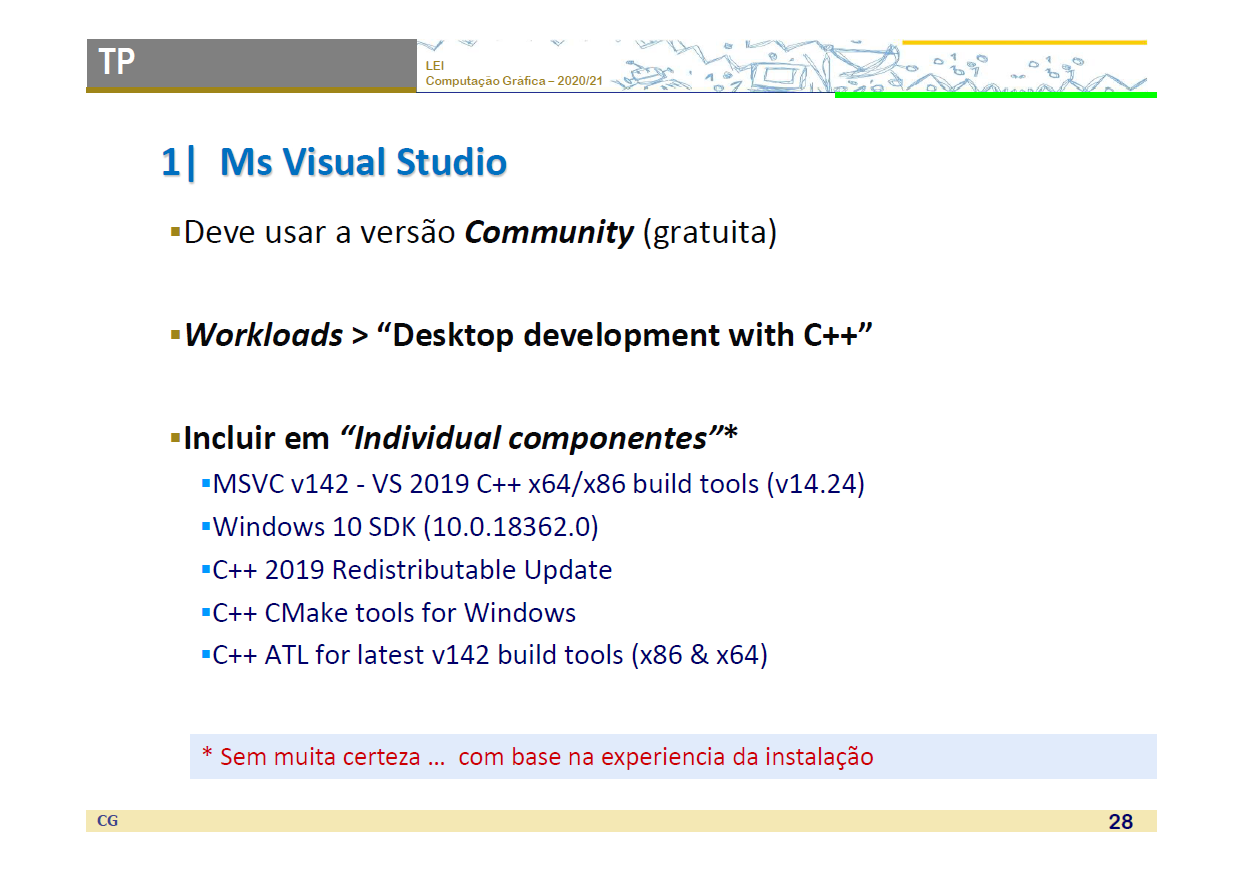 TP
LEI
Computação Gráfica – 2020/21
1| Ms Visual Studio
▪Deve usar a versão Community (gratuita)
▪Workloads > “Desktop development with C++”
▪Incluir em “Individual componentes”*
▪MSVC v142 - VS 2019 C++ x64/x86 build tools (v14.24)
▪Windows 10 SDK (10.0.18362.0)
▪C++ 2019 Redistributable Update
▪C++ CMake tools for Windows
▪C++ ATL for latest v142 build tools (x86 & x64)
* Sem muita certeza ... com base na experiencia da instalação
CG
28